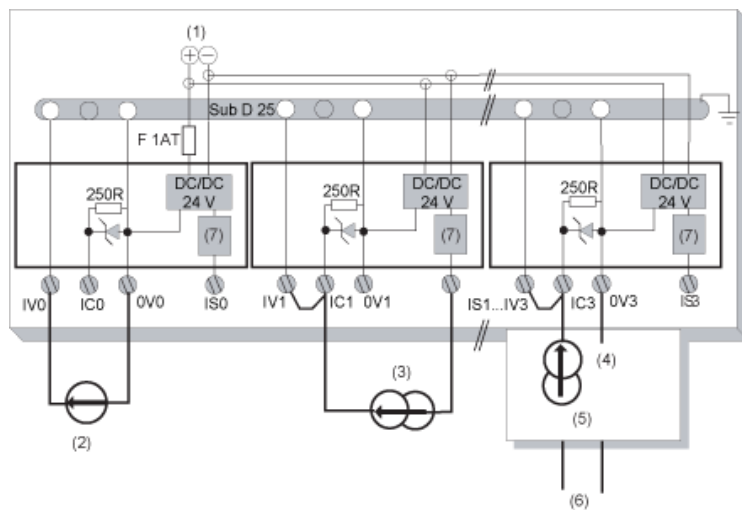 (1)
+ −
Sub D 25
F 1AT
250R DC/DC 24 V (7)
250R DC/DC 24 V (7)
250R DC/DC 24 V (7)
IV0 IC0 0V0 IS0 IV1 IC1 0V1 IS1...IV3 IC3 0V3 IS3
(2)
(3)
(4)
(5)
(6)